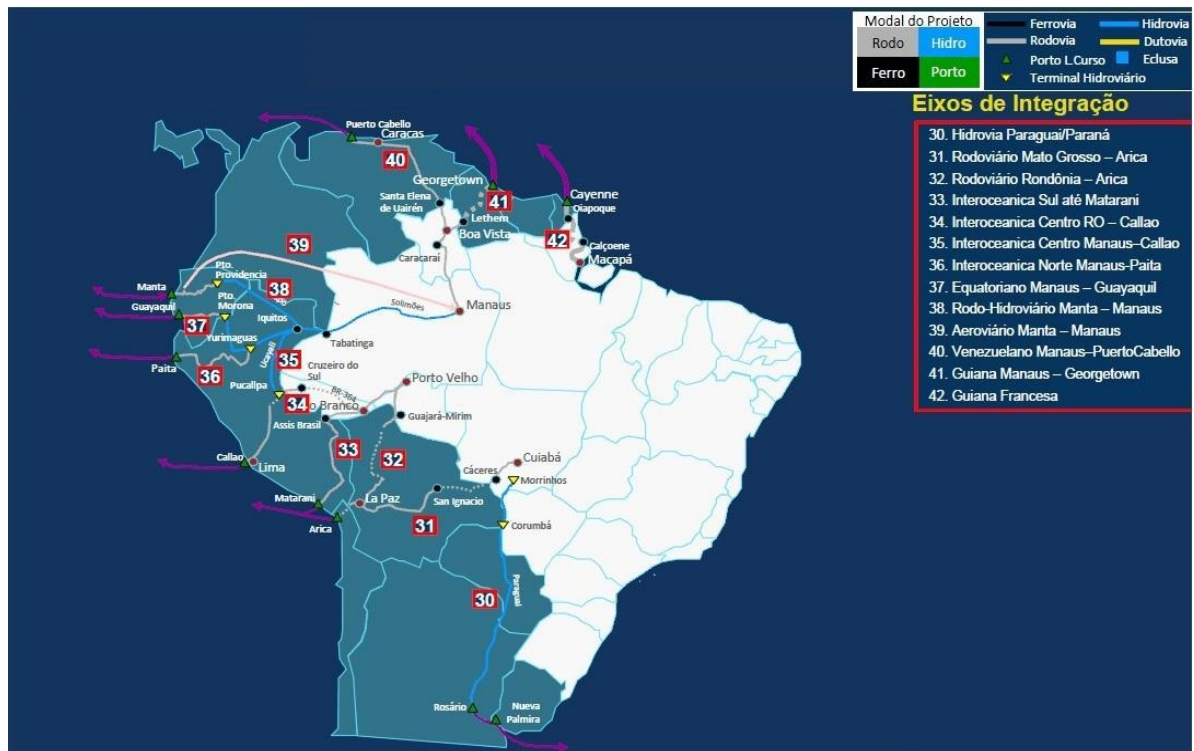 Modal do Projeto
Rodo
Hidro
Ferro
Porto
Ferrovia
Hidrovia
Rodovia
Dutovia
Porto L.Curso
Eclusa
Terminal Hidroviário
Eixos de Integração
30. Hidrovia Paraguai/Paraná
31. Rodoviário Mato Grosso – Arica
32. Rodoviário Rondônia – Arica
33. Interoceanica Sul até Matarani
34. Interoceanica Centro RO – Callao
35. Interoceanica Centro Manaus–Callao
36. Interoceanica Norte Manaus-Paita
37. Equatoriano Manaus – Guayaquil
38. Rodo-Hidroviário Manta – Manaus
39. Aeroviário Manta – Manaus
40. Venezuelano Manaus–PuertoCabello
41. Guiana Manaus – Georgetown
42. Guiana Francesa
Puerto Cabello
Caracas
40
Georgetown
41
Santa Elena
de Uairén
Lethem
Boa Vista
Caracaraí
Cayenne
Oiapoque
42
Calçoene
Macapá
39
Pto.
Providencia
38
Manta
Guayaquil
Pto.
Morona
37
Iquitos
Solimões
Manaus
Tabatinga
Yurimaguas
Ucayali
35
Paita
36
Pucallpa
Cruzeiro do
Sul
34
BR-364
o Branco
Porto Velho
Guajará-Mirim
Assis Brasil
33
32
Callao
Lima
Matarani
Arica
La Paz
31
San Ignacio
Cáceres
Cuiabá
Morrinhos
Corumbá
Paraguai
30
Rosário
Nueva
Palmira